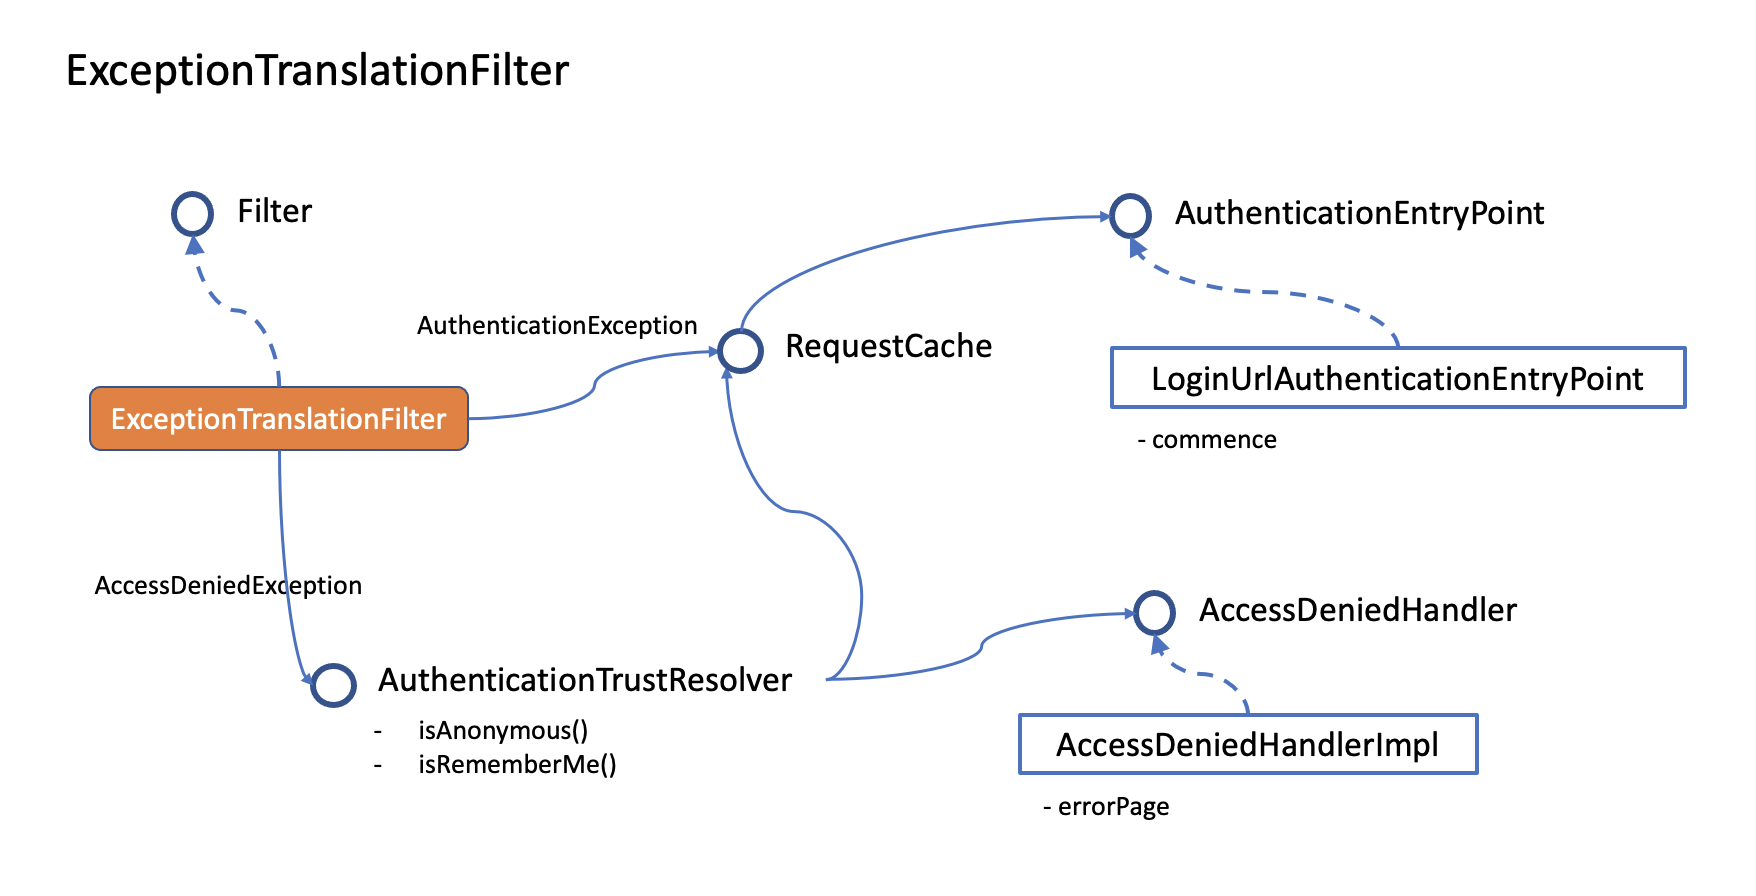 ExceptionTranslationFilter
Filter
AuthenticationEntryPoint
AuthenticationException
RequestCache
LoginUrlAuthenticationEntryPoint
- commence
ExceptionTranslationFilter
AccessDeniedException
AccessDeniedHandler
AuthenticationTrustResolver
- isAnonymous()
- isRememberMe()
AccessDeniedHandlerImpl
- errorPage